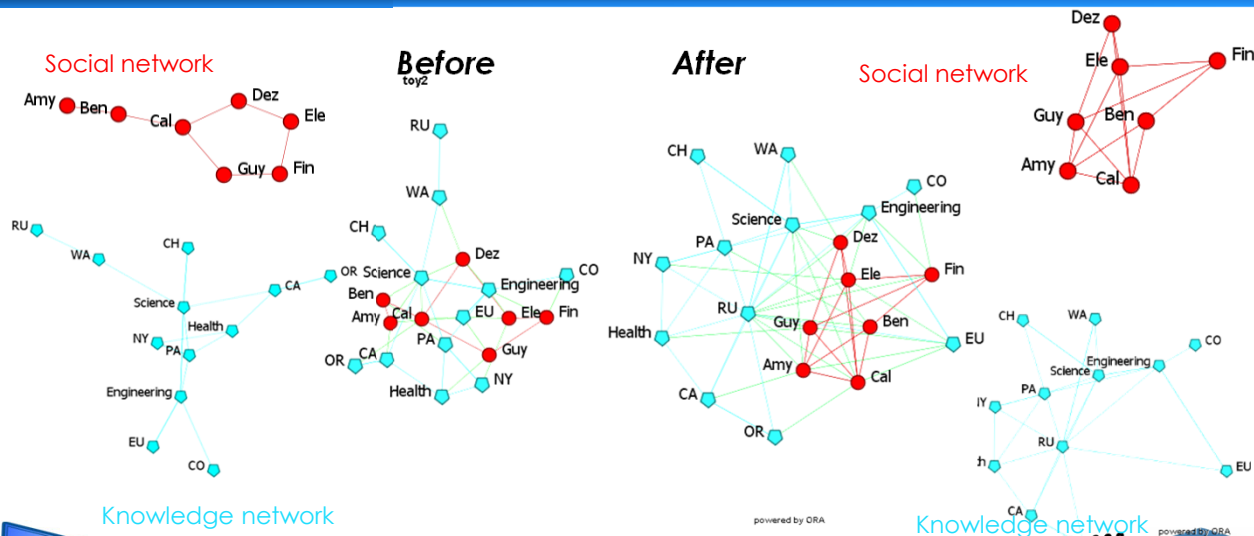 Social network
Amy
Ben
Cal
Dez
Ele
Guy
Fin
RU
WA
CH
CA
OR
Science
Health
NY
PA
Engineering
EU
CO
Knowledge network
Before
toy2
RU
WA
CH
Dez
Science
Engineering
CO
Ben
Amy
Cal
EU
Ele
Fin
PA
Guy
OR
CA
Health
NY
After
CH
WA
CO
Science
Engineering
PA
Dez
NY
Ele
Fin
RU
Guy
Ben
Health
EU
Amy
Cal
CA
OR
powered by ORA
Social network
Dez
Ele
Fin
Guy
Ben
Amy
Cal
CH
WA
CO
Engineering
Science
PA
IY
RU
h
EU
CA
Knowledge network
powered by ORA